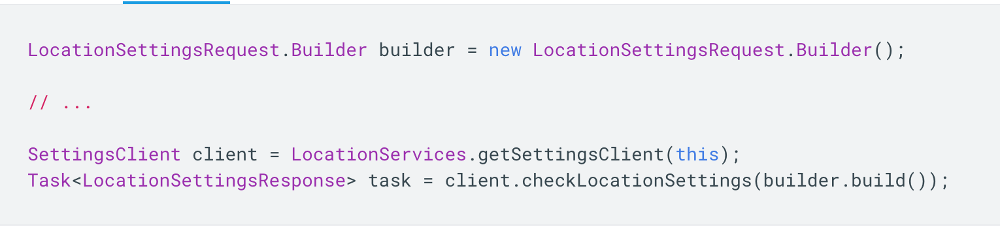 LocationSettingsRequest.Builder builder = new LocationSettingsRequest.Builder();
// ...
SettingsClient client = LocationServices.getSettingsClient(this);
Task<LocationSettingsResponse> task = client.checkLocationSettings(builder.build());